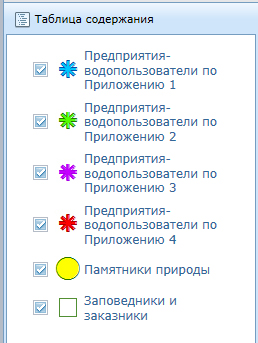 Таблица содержания
Предприятия-
водопользователи по
Приложению 1
Предприятия-
водопользователи по
Приложению 2
Предприятия-
водопользователи по
Приложению 3
Предприятия-
водопользователи по
Приложению 4
Памятники природы
Заповедники и
заказники